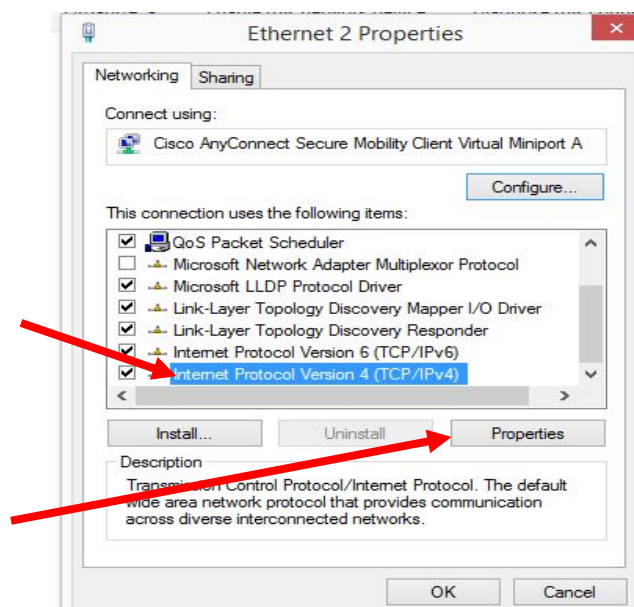 Ethernet 2 Properties
Networking Sharing
Connect using:
Cisco AnyConnect Secure Mobility Client Virtual Miniport A
Configure...
This connection uses the following items:
QoS Packet Scheduler
Microsoft Network Adapter Multiplexor Protocol
Microsoft LLDP Protocol Driver
Link-Layer Topology Discovery Mapper I/O Driver
Link-Layer Topology Discovery Responder
Internet Protocol Version 6 (TCP/IPv6)
Internet Protocol Version 4 (TCP/IPv4)
Install... Uninstall Properties
Description
Transmission Control Protocol/Internet Protocol. The default
wide area network protocol that provides communication
across diverse interconnected networks.
OK Cancel